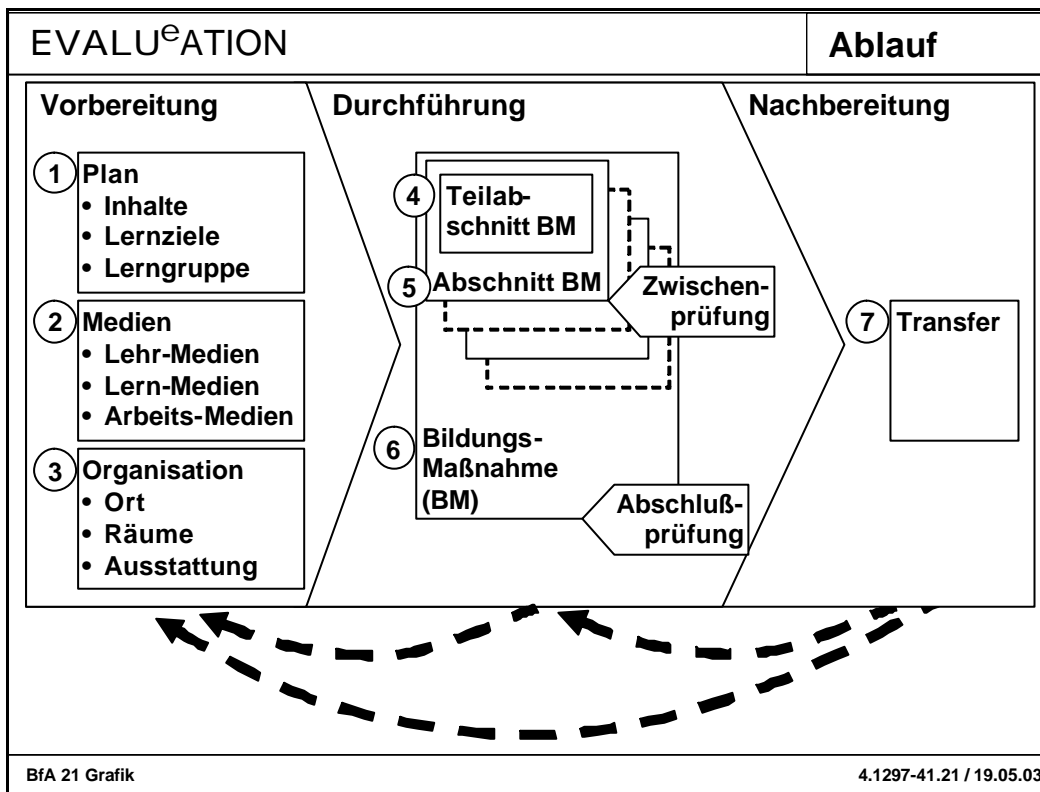 EVALUeATION
Ablauf
Vorbereitung
Durchführung
Nachbereitung
1 Plan
• Inhalte
• Lernziele
• Lerngruppe
2 Medien
• Lehr-Medien
• Lern-Medien
• Arbeits-Medien
3 Organisation
• Ort
• Räume
• Ausstattung
4 Teilab-
schnitt BM
5 Abschnitt BM
Zwischen-
prüfung
6 Bildungs-
Maßnahme
(BM)
Abschluß-
prüfung
7 Transfer
BfA 21 Grafik
4.1297-41.21 / 19.05.03